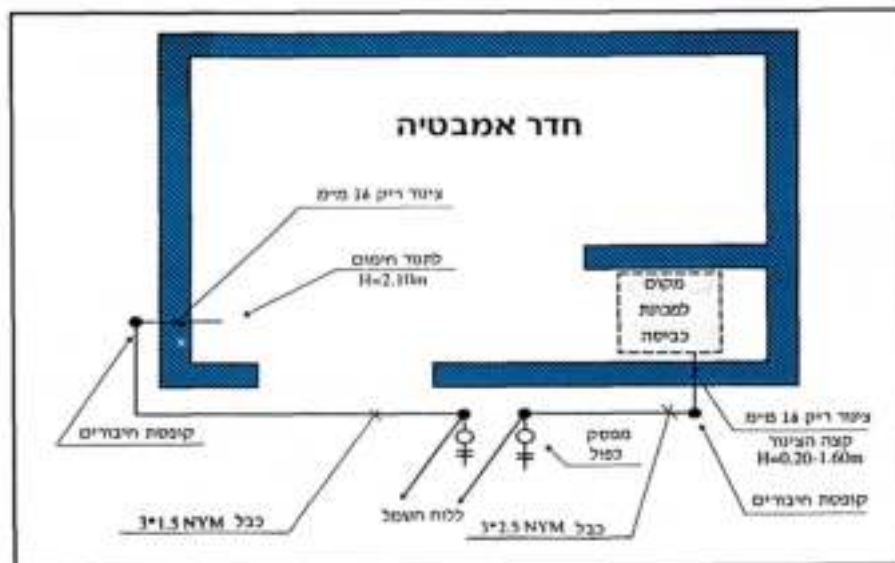 חדר אמבטיה
צינור ריק 16 מ״מ
לתנור חימום
H=2.10m
מקום
למכונת
כביסה
קופסת חיבורים
מפסק
כפול
צינור ריק 16 מ״מ
קצה הצינור
H=0.20-1.60m
קופסת חיבורים
כבל 3*1.5 NYM
ללוח חשמל
כבל 3*2.5 NYM